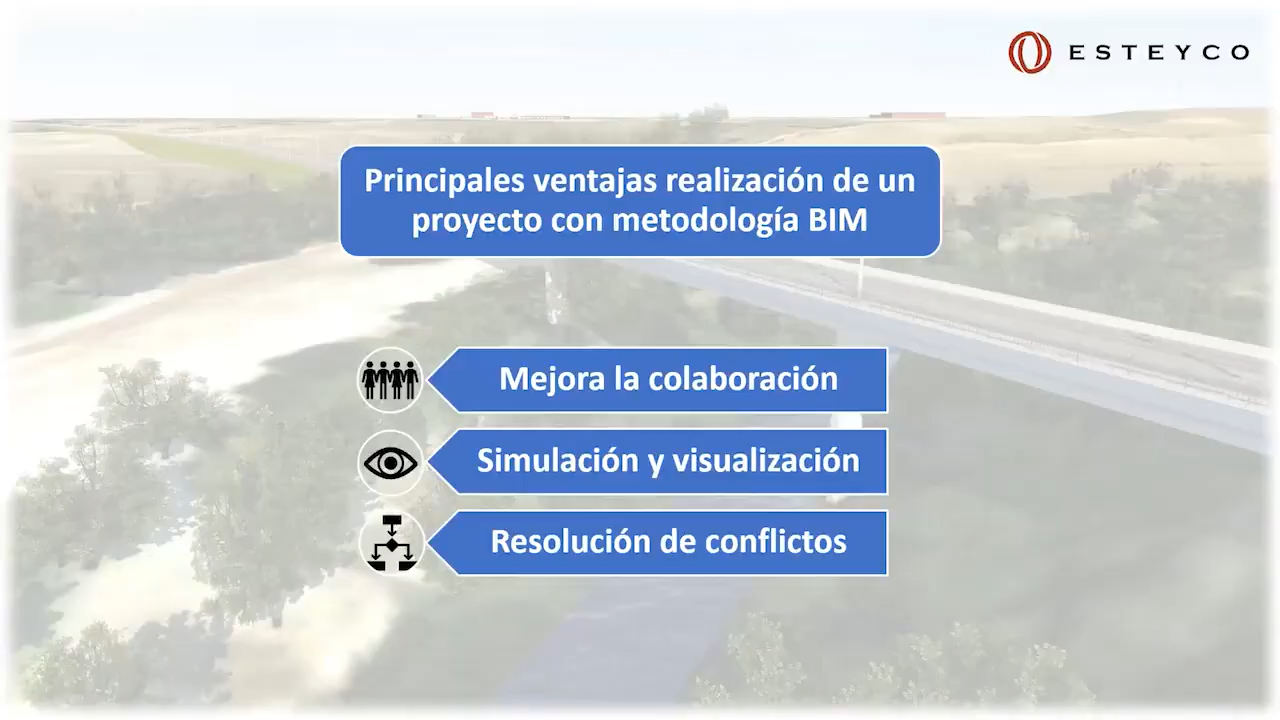 ESTEYCO
Principales ventajas realización de un
proyecto con metodología BIM
Mejora la colaboración
Simulación y visualización
Resolución de conflictos